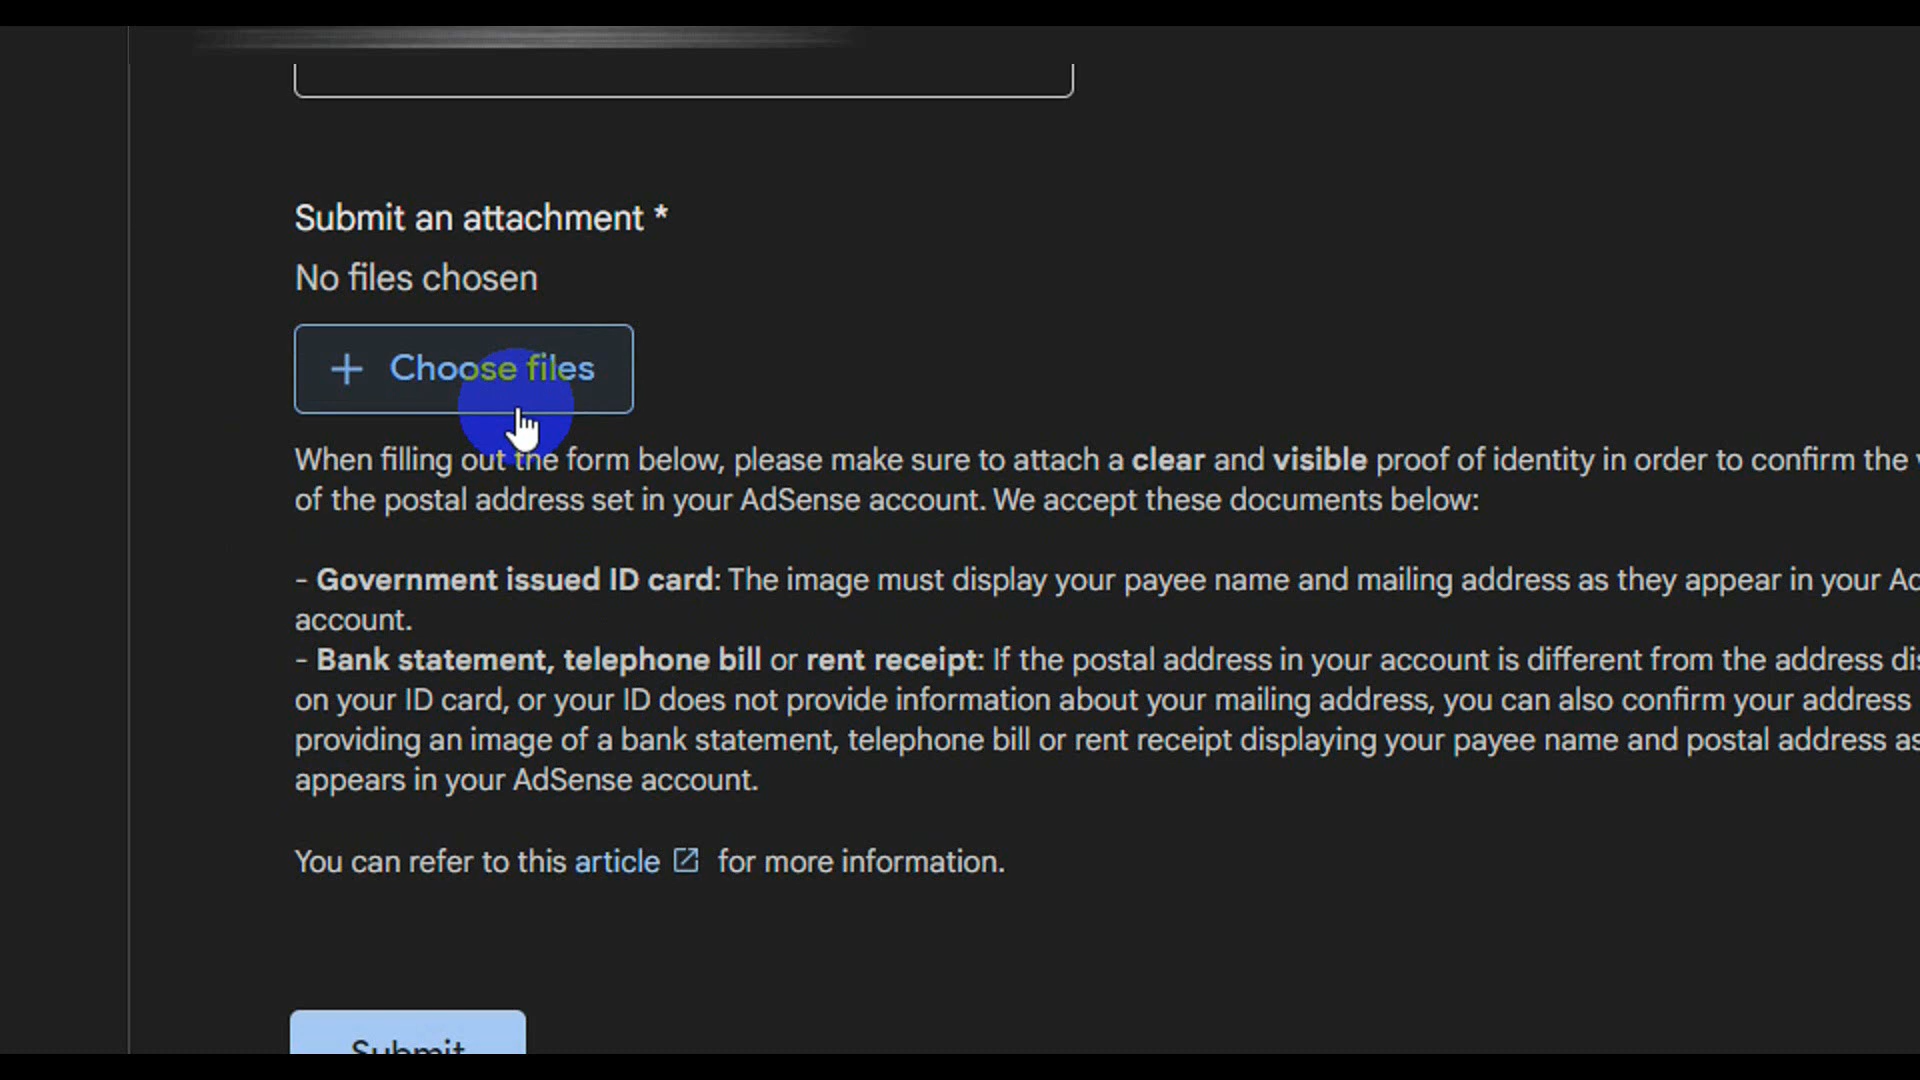 Submit an attachment *
No files chosen
+ Choose files
When filling out the form below, please make sure to attach a clear and visible proof of identity in order to confirm the
of the postal address set in your AdSense account. We accept these documents below:
- Government issued ID card: The image must display your payee name and mailing address as they appear in your
account.
- Bank statement, telephone bill or rent receipt: If the postal address in your account is different from the address
on your ID card, or your ID does not provide information about your mailing address, you can also confirm your address
providing an image of a bank statement, telephone bill or rent receipt displaying your payee name and postal address as
appears in your AdSense account.
You can refer to this article for more information.
Submit